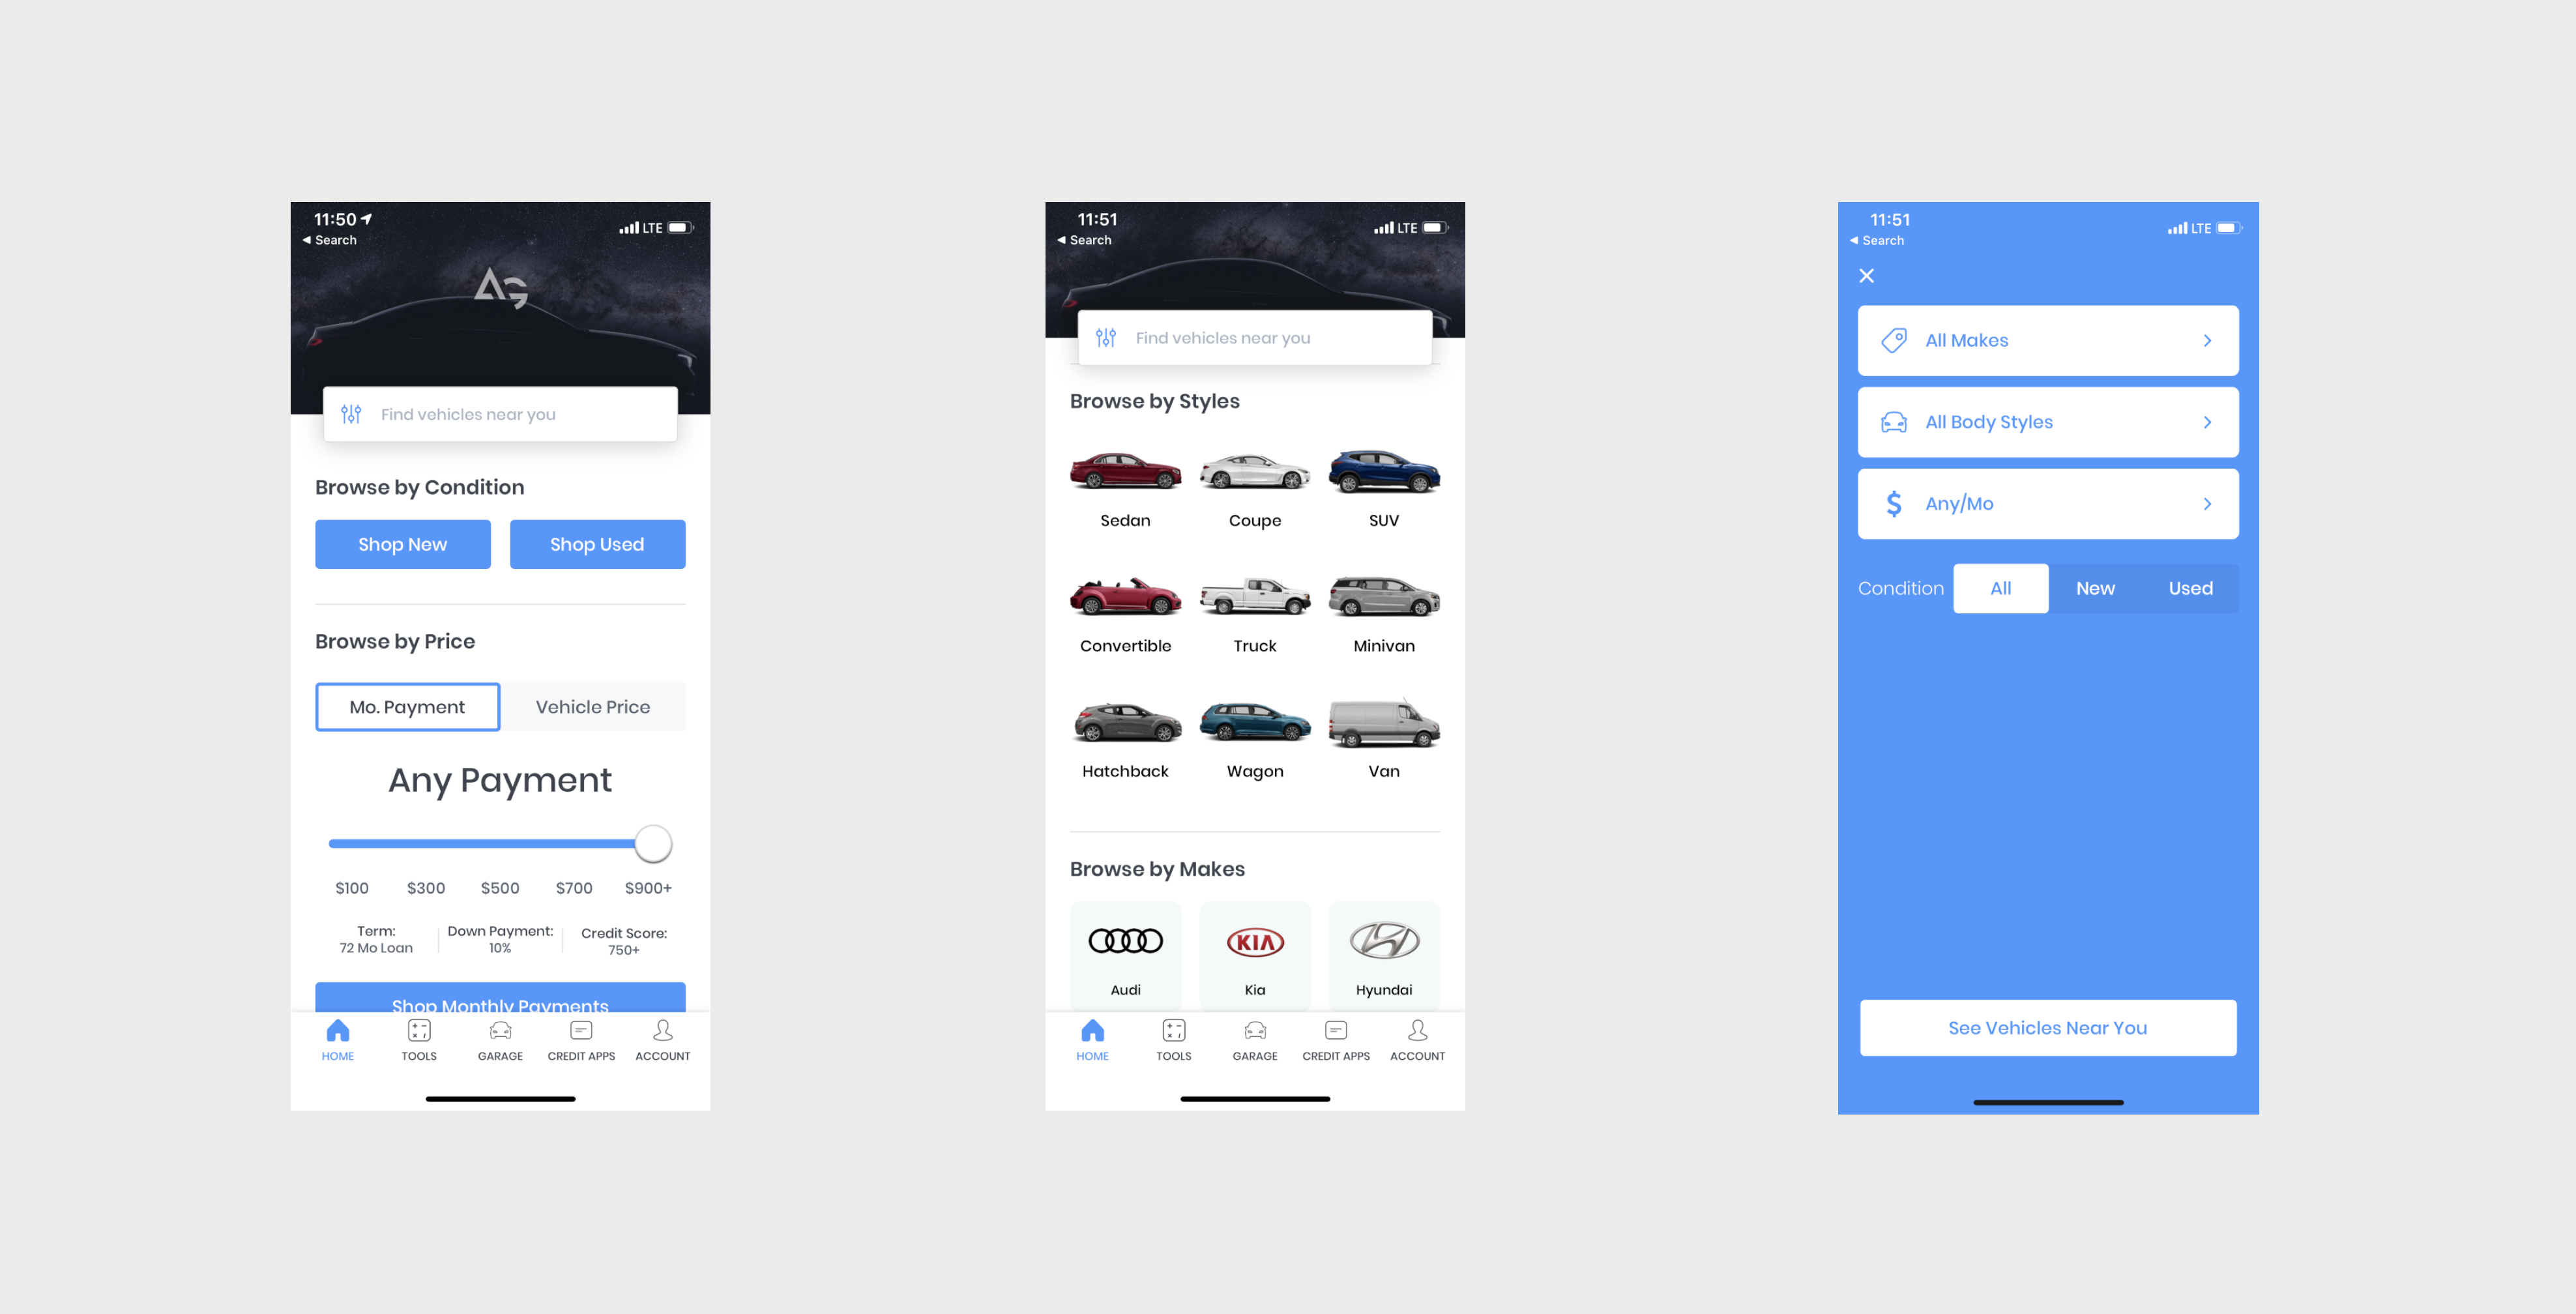 11:50
LTE
Search
AG
Find vehicles near you
Browse by Condition
Shop New
Shop Used
Browse by Price
Mo. Payment
Vehicle Price
Any Payment
$100 $300 $500 $700 $900+
Term:
72 Mo Loan
Down Payment:
10%
Credit Score:
750+
Shop Monthly Payments
HOME TOOLS GARAGE CREDIT APPS ACCOUNT
11:51
LTE
Search
Find vehicles near you
Browse by Styles
Sedan Coupe SUV
Convertible Truck Minivan
Hatchback Wagon Van
Browse by Makes
KIA
Audi Kia Hyundai
HOME TOOLS GARAGE CREDIT APPS ACCOUNT
11:51
LTE
Search
All Makes
All Body Styles
$ Any/Mo
Condition All New Used
See Vehicles Near You